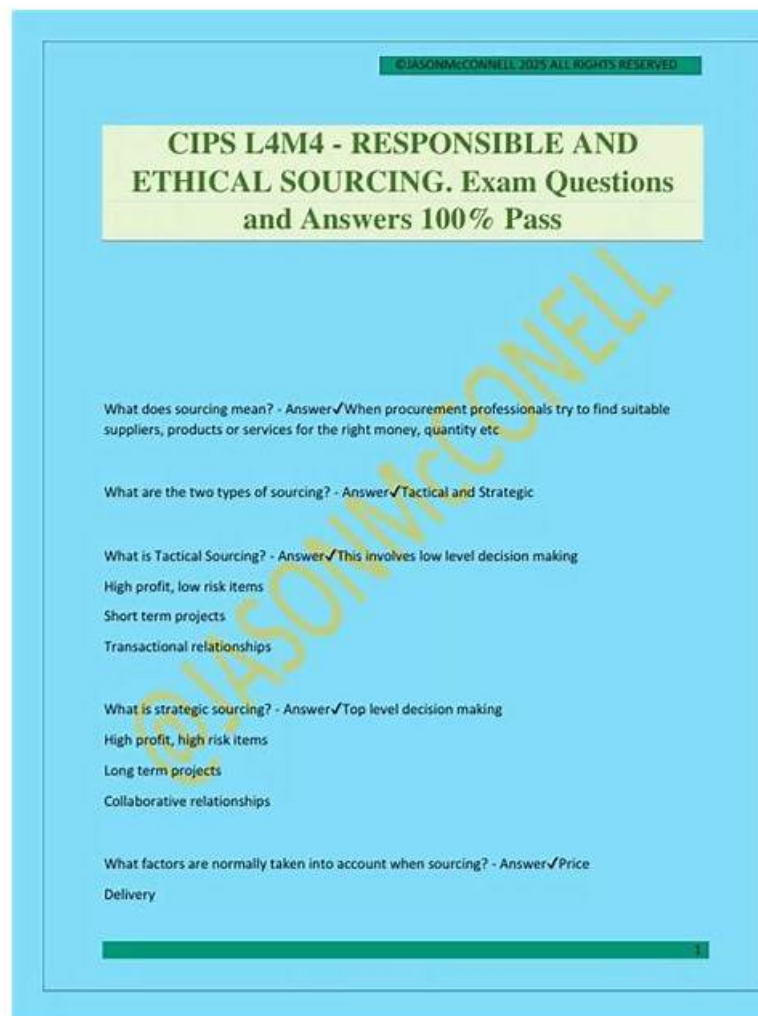 ©JASONMcCONNELL 2025 ALL RIGHTS RESERVED
CIPS L4M4 - RESPONSIBLE AND
ETHICAL SOURCING. Exam Questions
and Answers 100% Pass
What does sourcing mean? - Answer✓When procurement professionals try to find suitable
suppliers, products or services for the right money, quantity etc
What are the two types of sourcing? - Answer✓Tactical and Strategic
What is Tactical Sourcing? - Answer✓This involves low level decision making
High profit, low risk items
Short term projects
Transactional relationships
What is strategic sourcing? - Answer✓Top level decision making
High profit, high risk items
Long term projects
Collaborative relationships
What factors are normally taken into account when sourcing? - Answer✓Price
Delivery
1
@JASONMcCONELL